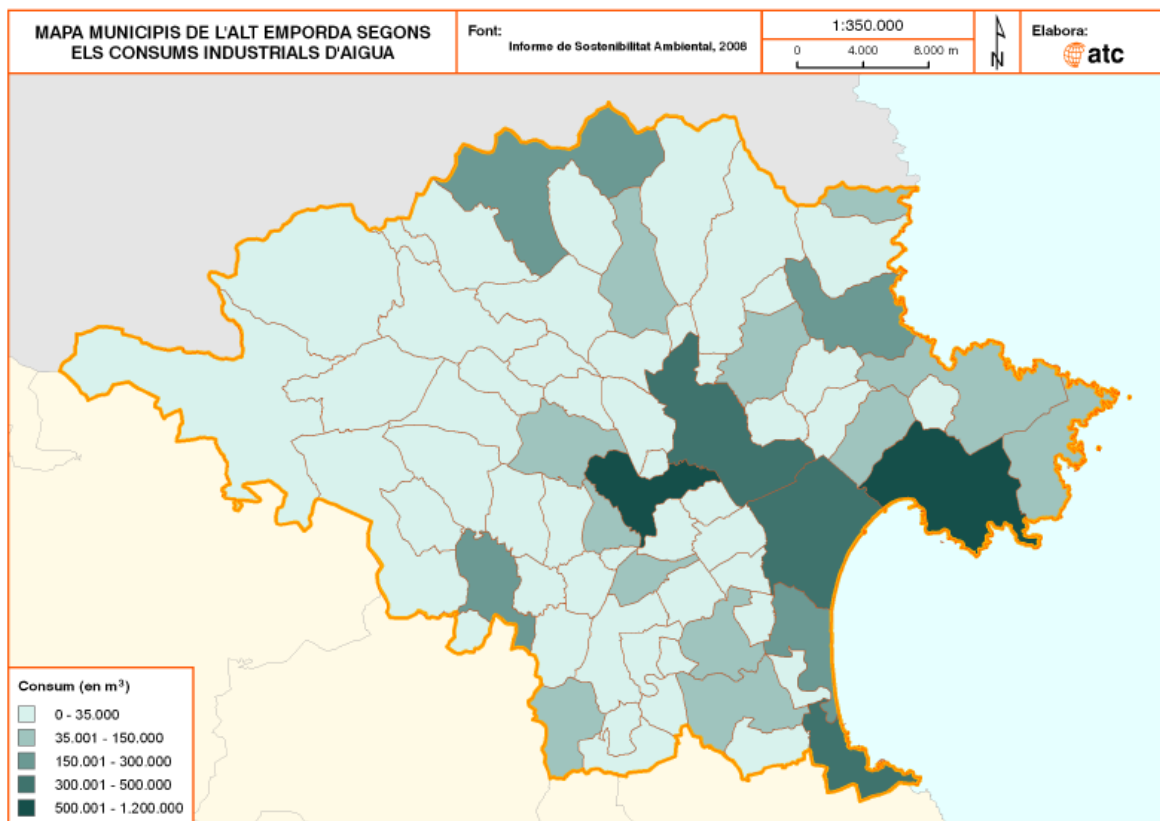 MAPA MUNICIPIS DE L'ALT EMPORDA SEGONS
ELS CONSUMS INDUSTRIALS D'AIGUA
Font:
Informe de Sostenibilitat Ambiental, 2008
1:350.000
0 4.000 8.000 m
N
Elabora:
atc
Consum (en m³)
0 - 35.000
35.001 - 150.000
150.001 - 300.000
300.001 - 500.000
500.001 - 1.200.000